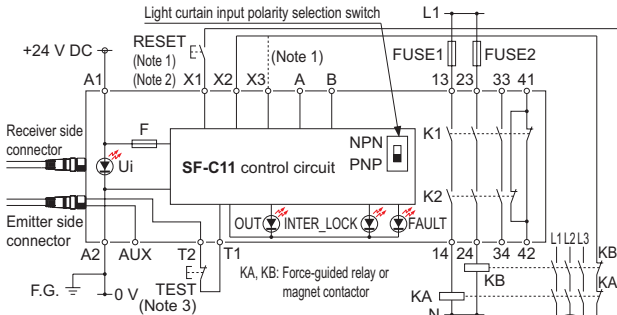 Light curtain input polarity selection switch
L1
+24 V DC
RESET
(Note 1)
(Note 2)
(Note 1)
FUSE1
FUSE2
A1
X1
X2
X3
A
B
13
23
33
41
Receiver side
connector
F
Ui
SF-C11 control circuit
NPN
PNP
K1
K2
Emitter side
connector
OUT
INTER_LOCK
FAULT
A2
AUX
T2
T1
14
24
34
42
L1
L2
L3
KB
KA
F.G.
0 V
TEST
(Note 3)
KA, KB: Force-guided relay or
magnet contactor
KB
KA
N